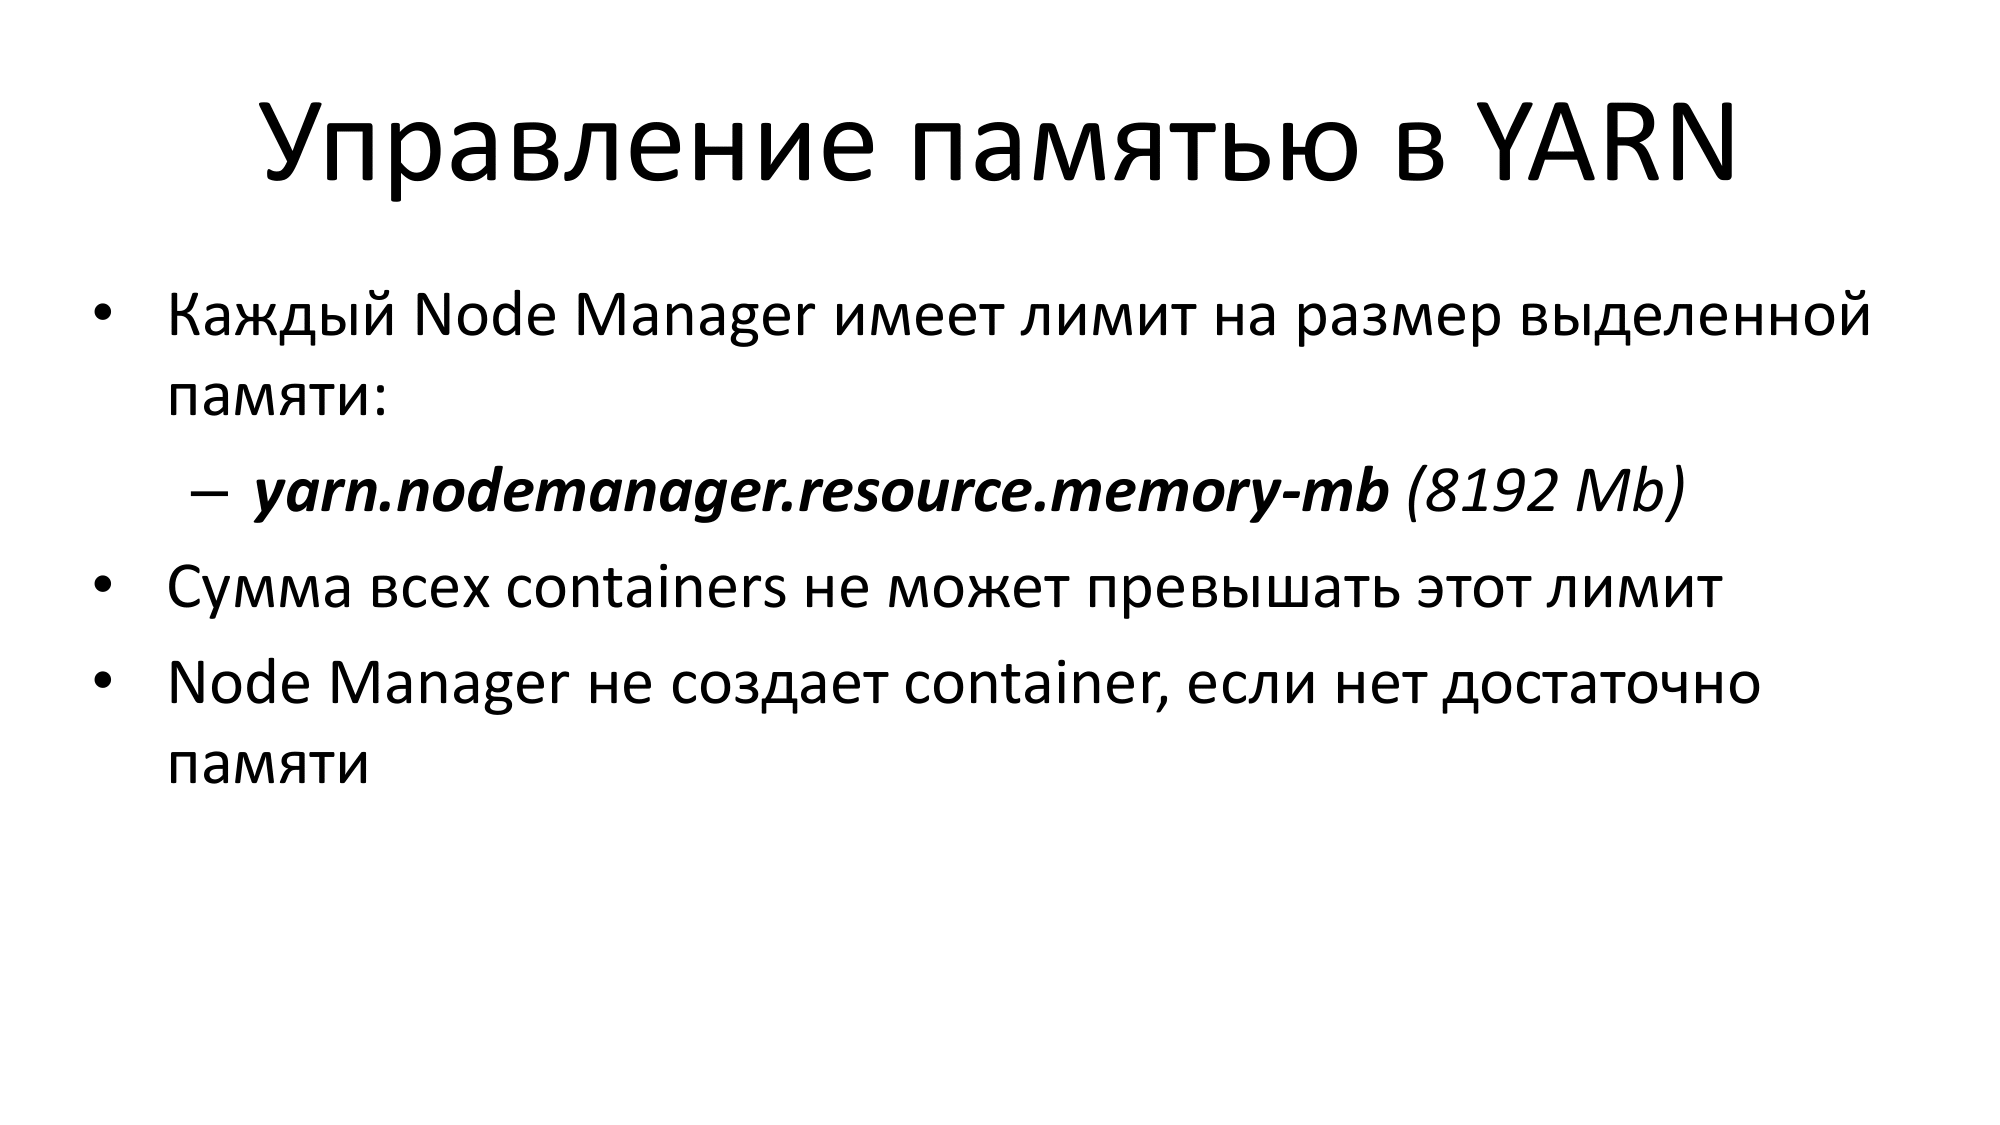 Управление памятью в YARN
• Каждый Node Manager имеет лимит на размер выделенной
памяти:
– yarn.nodemanager.resource.memory-mb (8192 Mb)
• Сумма всех containers не может превышать этот лимит
• Node Manager не создает container, если нет достаточно
памяти